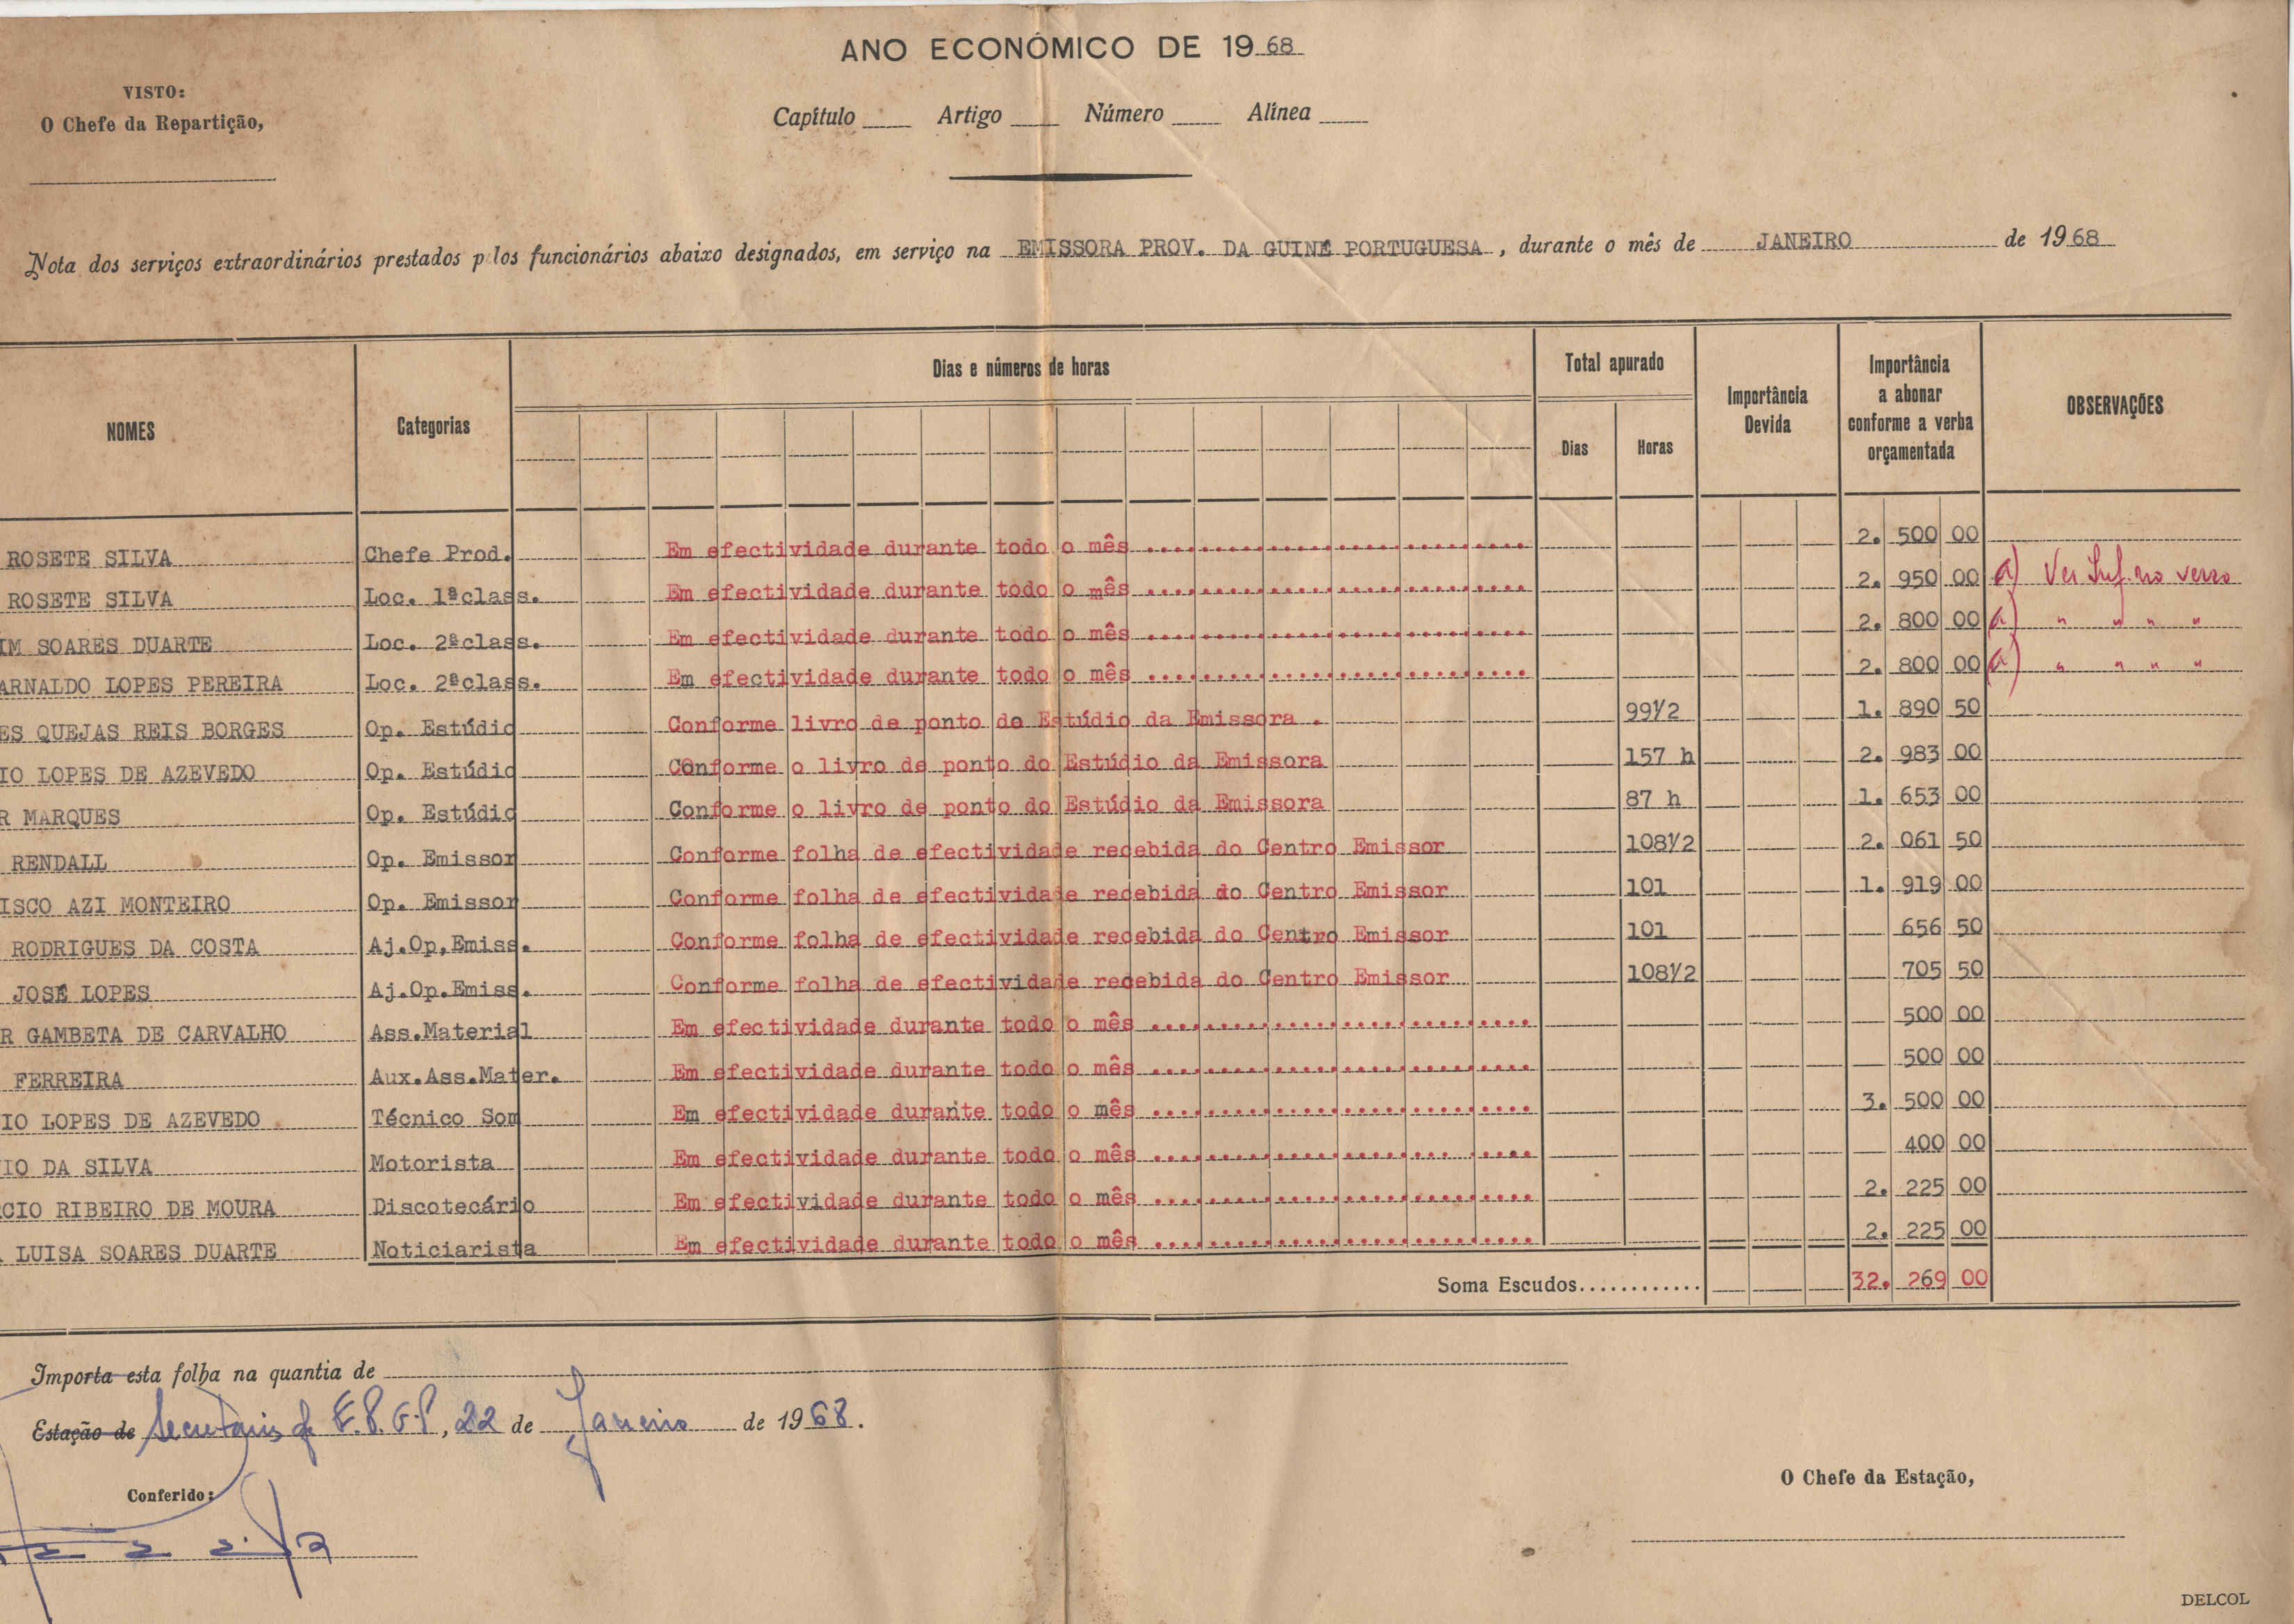 ANO ECONÓMICO DE 1968
VISTO:
O Chefe da Repartição,
Capítulo Artigo Número Alínea
Nota dos serviços extraordinários prestados p los funcionários abaixo designados, em serviço na EMISSORA PROV. DA GUINÉ PORTUGUESA, durante o mês de JANEIRO de 1968
NOMES Categorias Dias e números de horas Total apurado Dias Horas Importância Devida Importância a abonar conforme a verba orçamentada OBSERVAÇÕES
ROSETE SILVA Chefe Prod. Em efectividade durante todo o mês ............................ 2. 500 00
ROSETE SILVA Loc. 1ªclass. Em efectividade durante todo o mês ............................ 2. 950 00 a) Ver Inf. no verso
IM SOARES DUARTE Loc. 2ªclass. Em efectividade durante todo o mês ............................ 2. 800 00 a) " " " "
ARNALDO LOPES PEREIRA Loc. 2ªclass. Em efectividade durante todo o mês ............................ 2. 800 00 a) " " " "
ES QUEJAS REIS BORGES Op. Estúdio Conforme livro de ponto do Estúdio da Emissora . 99½ 1. 890 50
IO LOPES DE AZEVEDO Op. Estúdio Conforme o livro de ponto do Estúdio da Emissora 157 h 2. 983 00
R MARQUES Op. Estúdio Conforme o livro de ponto do Estúdio da Emissora 87 h 1. 653 00
RENDALL Op. Emissor Conforme folha de efectividade recebida do Centro Emissor 108½ 2. 061 50
ISCO AZI MONTEIRO Op. Emissor Conforme folha de efectividade recebida do Centro Emissor 101 1. 919 00
RODRIGUES DA COSTA Aj.Op,Emiss. Conforme folha de efectividade recebida do Centro Emissor 101 656 50
JOSÉ LOPES Aj.Op.Emiss. Conforme folha de efectividade recebida do Centro Emissor 108½ 705 50
R GAMBETA DE CARVALHO Ass.Material Em efectividade durante todo o mês ............................ 500 00
FERREIRA Aux.Ass.Mater. Em efectividade durante todo o mês ............................ 500 00
IO LOPES DE AZEVEDO Técnico Som Em efectividade durante todo o mês ............................ 3. 500 00
IO DA SILVA Motorista Em efectividade durante todo o mês ............................ 400 00
CIO RIBEIRO DE MOURA Discotecário Em efectividade durante todo o mês ............................ 2. 225 00
LUISA SOARES DUARTE Noticiarista Em efectividade durante todo o mês ............................ 2. 225 00
Soma Escudos............ 32. 269 00
Importa esta folha na quantia de
Estação de Secretaria da E.P.G.P, 22 de Janeiro de 1968.
Conferido:
O Chefe da Estação,
DELCOL